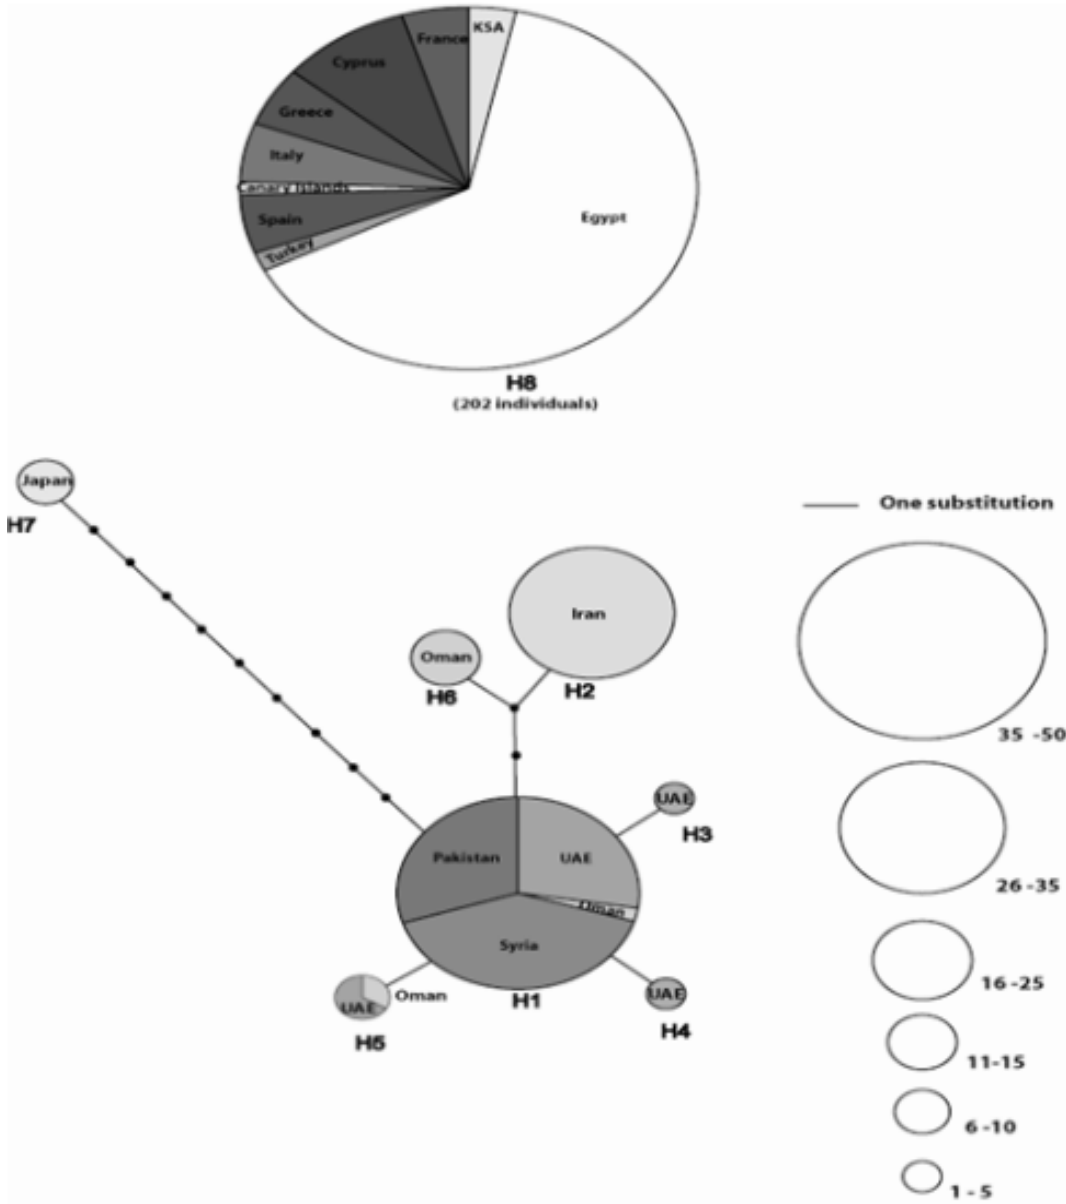 France
KSA
Cyprus
Greece
Italy
Canary Islands
Spain
Turkey
Egypt
H8
(202 individuals)
Japan
H7
One substitution
Iran
Oman
H6
H2
35 -50
UAE
H3
Pakistan
UAE
Oman
Syria
26 -35
UAE
Oman
H5
H1
UAE
H4
16 -25
11-15
6 -10
1 - 5